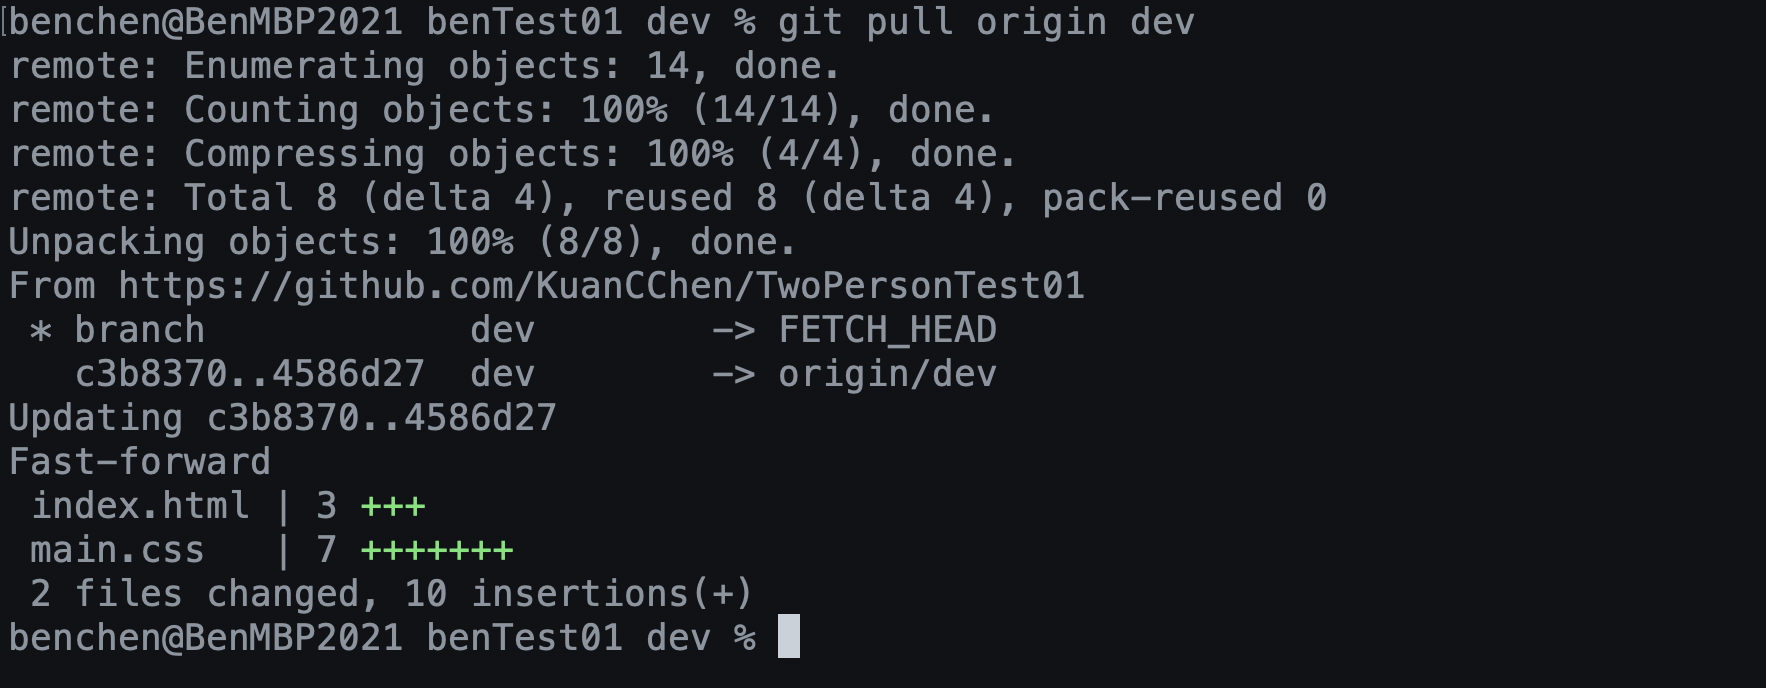 [benchen@BenMBP2021 benTest01 dev % git pull origin dev
remote: Enumerating objects: 14, done.
remote: Counting objects: 100% (14/14), done.
remote: Compressing objects: 100% (4/4), done.
remote: Total 8 (delta 4), reused 8 (delta 4), pack-reused 0
Unpacking objects: 100% (8/8), done.
From https://github.com/KuanCChen/TwoPersonTest01
 * branch            dev        -> FETCH_HEAD
   c3b8370..4586d27  dev        -> origin/dev
Updating c3b8370..4586d27
Fast-forward
 index.html | 3 +++
 main.css   | 7 +++++++
 2 files changed, 10 insertions(+)
benchen@BenMBP2021 benTest01 dev %